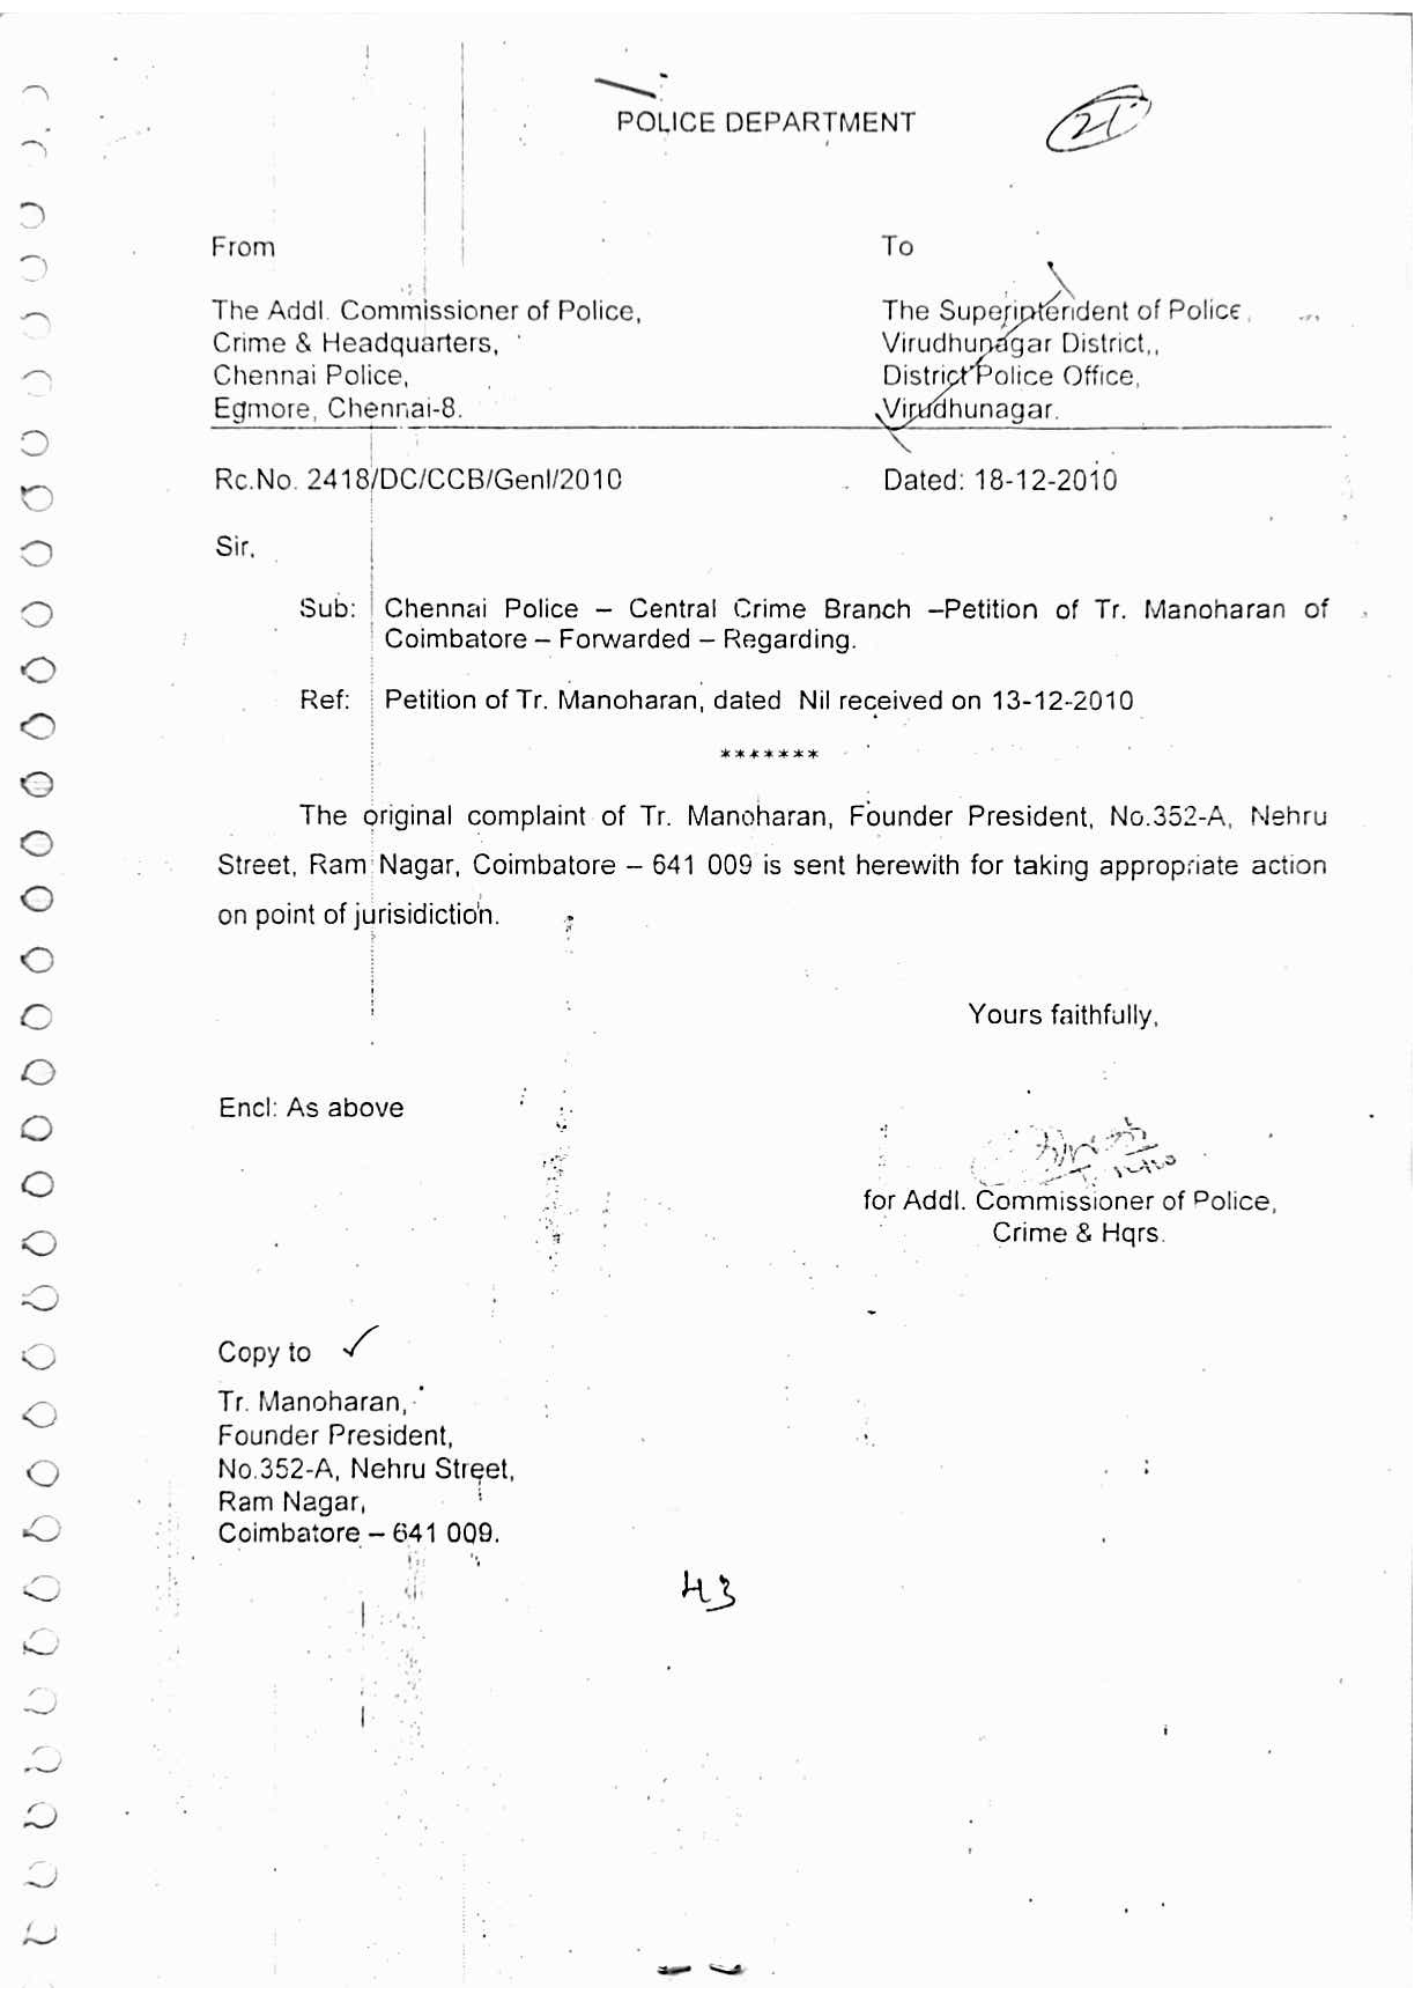 POLICE DEPARTMENT
21
From
To
The Addl. Commissioner of Police,
Crime & Headquarters,
Chennai Police,
Egmore, Chennai-8.
The Superintendent of Police,
Virudhunagar District,,
District Police Office,
Virudhunagar.
Rc.No. 2418/DC/CCB/Genl/2010
Dated: 18-12-2010
Sir,
Sub: Chennai Police – Central Crime Branch –Petition of Tr. Manoharan of
Coimbatore – Forwarded – Regarding.
Ref: Petition of Tr. Manoharan, dated Nil received on 13-12-2010
*******
The original complaint of Tr. Manoharan, Founder President, No.352-A, Nehru
Street, Ram Nagar, Coimbatore – 641 009 is sent herewith for taking appropriate action
on point of jurisidiction.
Yours faithfully,
Encl: As above
for Addl. Commissioner of Police,
Crime & Hqrs.
Copy to
Tr. Manoharan,
Founder President,
No.352-A, Nehru Street,
Ram Nagar,
Coimbatore – 641 009.
43